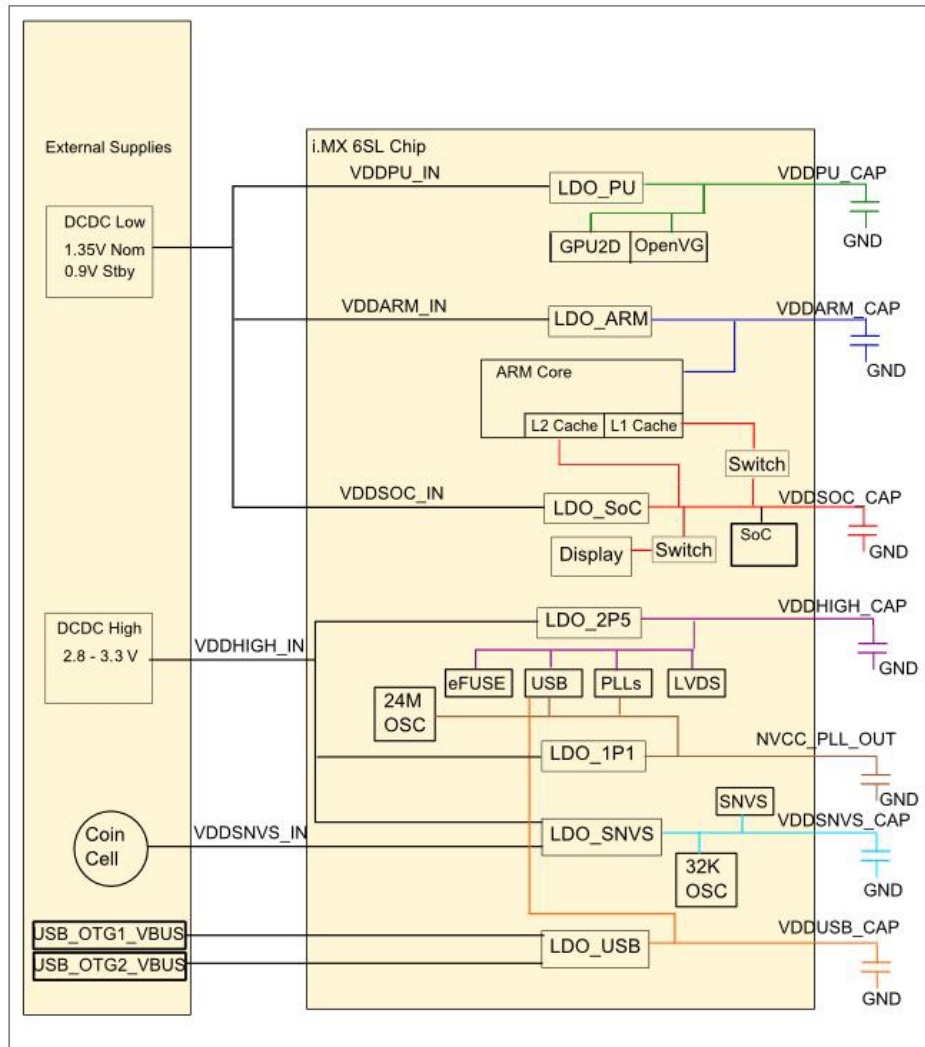 External Supplies
DCDC Low
1.35V Nom
0.9V Stby
DCDC High
2.8 - 3.3 V
Coin
Cell
USB_OTG1_VBUS
USB_OTG2_VBUS
i.MX 6SL Chip
VDDPU_IN
LDO_PU
VDDPU_CAP
GND
GPU2D
OpenVG
VDDARM_IN
LDO_ARM
VDDARM_CAP
GND
ARM Core
L2 Cache
L1 Cache
Switch
VDDSOC_IN
LDO_SoC
VDDSOC_CAP
GND
SoC
Display
Switch
VDDHIGH_IN
LDO_2P5
VDDHIGH_CAP
GND
eFUSE
USB
PLLs
LVDS
24M
OSC
LDO_1P1
NVCC_PLL_OUT
GND
SNVS
VDDSNVS_IN
LDO_SNVS
VDDSNVS_CAP
GND
32K
OSC
LDO_USB
VDDUSB_CAP
GND